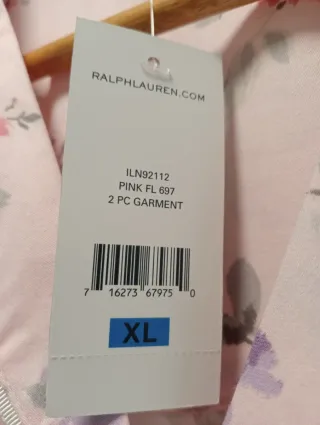 RALPHLAUREN.COM
ILN92112
PINK FL 697
2 PC GARMENT
7 16273 67975 0
XL